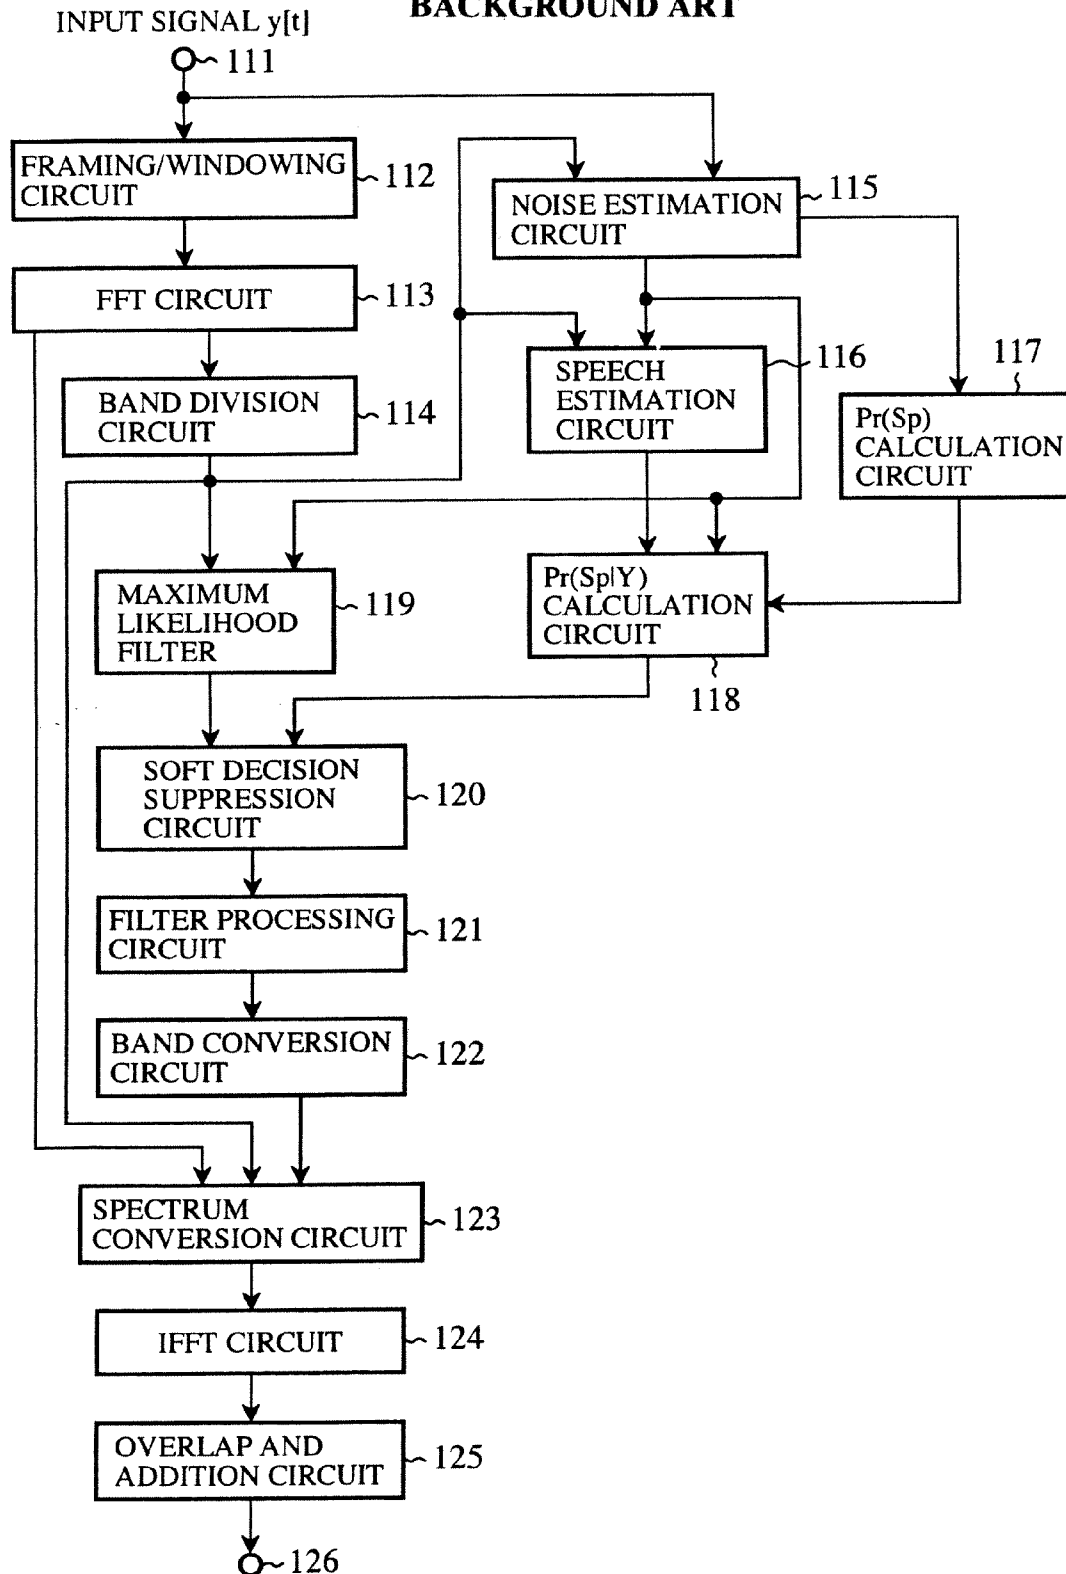 BACKGROUND ART
INPUT SIGNAL y[t]
111
FRAMING/WINDOWING
CIRCUIT
112
NOISE ESTIMATION
CIRCUIT
115
FFT CIRCUIT
113
SPEECH
ESTIMATION
CIRCUIT
116
117
Pr(Sp)
CALCULATION
CIRCUIT
BAND DIVISION
CIRCUIT
114
MAXIMUM
LIKELIHOOD
FILTER
119
Pr(Sp|Y)
CALCULATION
CIRCUIT
118
SOFT DECISION
SUPPRESSION
CIRCUIT
120
FILTER PROCESSING
CIRCUIT
121
BAND CONVERSION
CIRCUIT
122
SPECTRUM
CONVERSION CIRCUIT
123
IFFT CIRCUIT
124
OVERLAP AND
ADDITION CIRCUIT
125
126